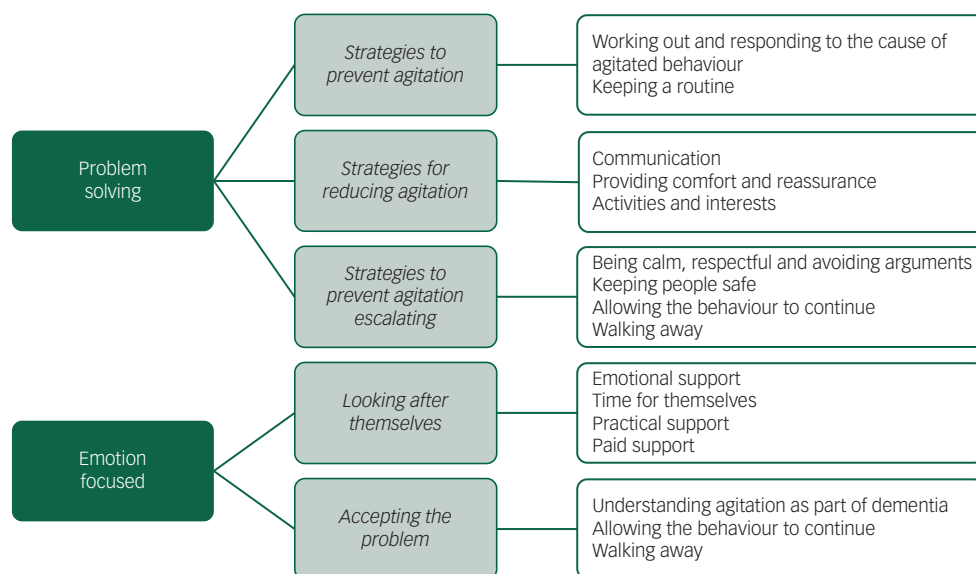 Problem
solving
Strategies to
prevent agitation
Working out and responding to the cause of
agitated behaviour
Keeping a routine
Strategies for
reducing agitation
Communication
Providing comfort and reassurance
Activities and interests
Strategies to
prevent agitation
escalating
Being calm, respectful and avoiding arguments
Keeping people safe
Allowing the behaviour to continue
Walking away
Emotion
focused
Looking after
themselves
Emotional support
Time for themselves
Practical support
Paid support
Accepting the
problem
Understanding agitation as part of dementia
Allowing the behaviour to continue
Walking away